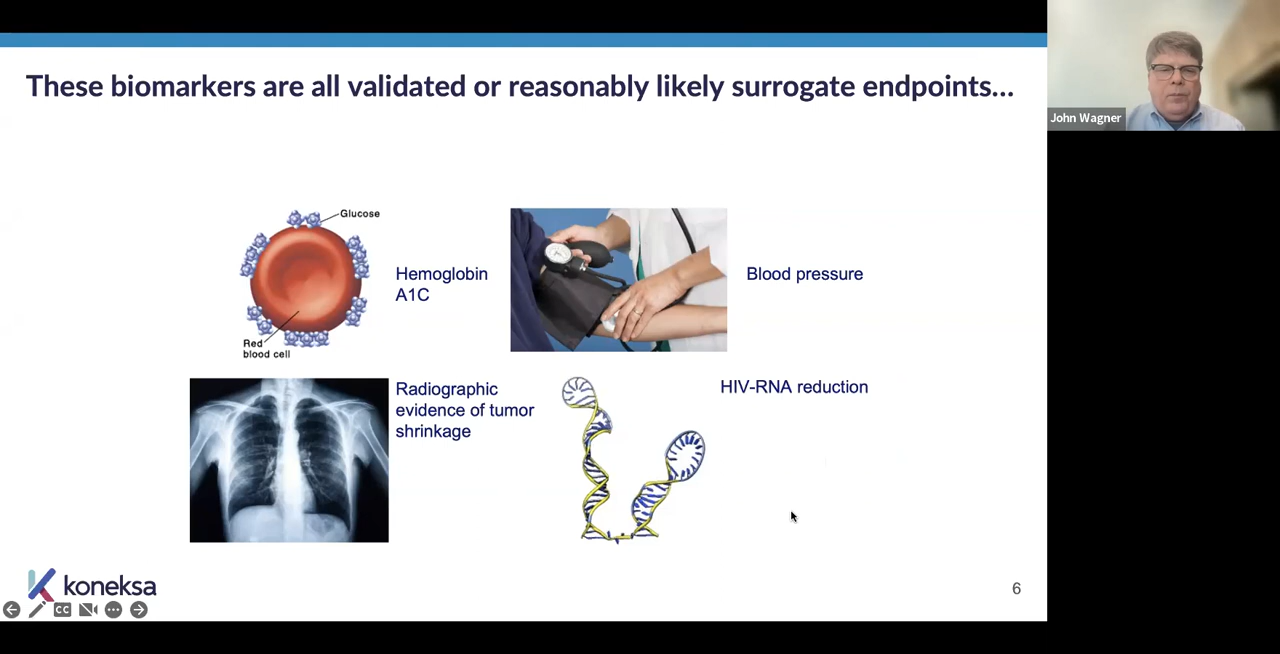 These biomarkers are all validated or reasonably likely surrogate endpoints...
John Wagner
Glucose
Red
blood cell
Hemoglobin
A1C
Blood pressure
Radiographic
evidence of tumor
shrinkage
HIV-RNA reduction
koneksa
CC
6